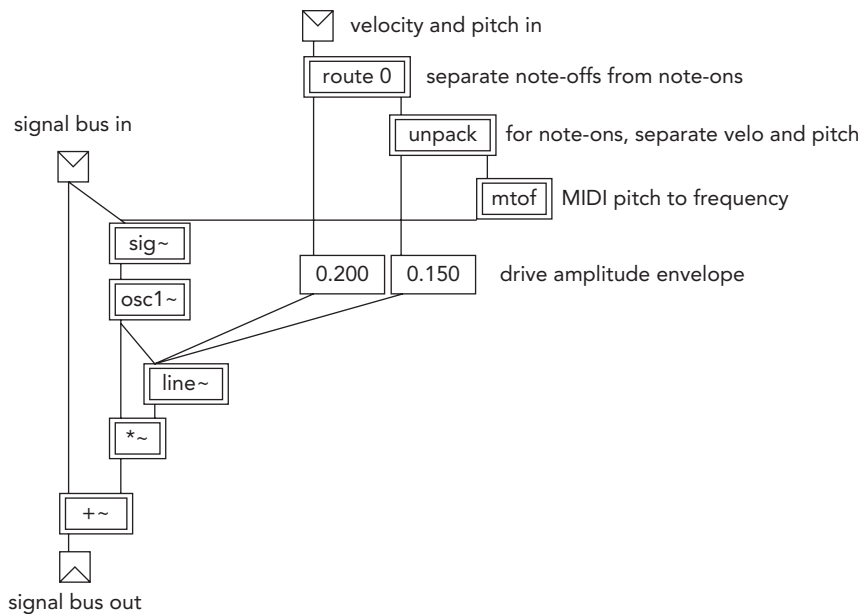 velocity and pitch in
route 0 separate note-offs from note-ons
signal bus in
unpack for note-ons, separate velo and pitch
mtof MIDI pitch to frequency
sig~
0.200 0.150 drive amplitude envelope
osc1~
line~
*~
+~
signal bus out